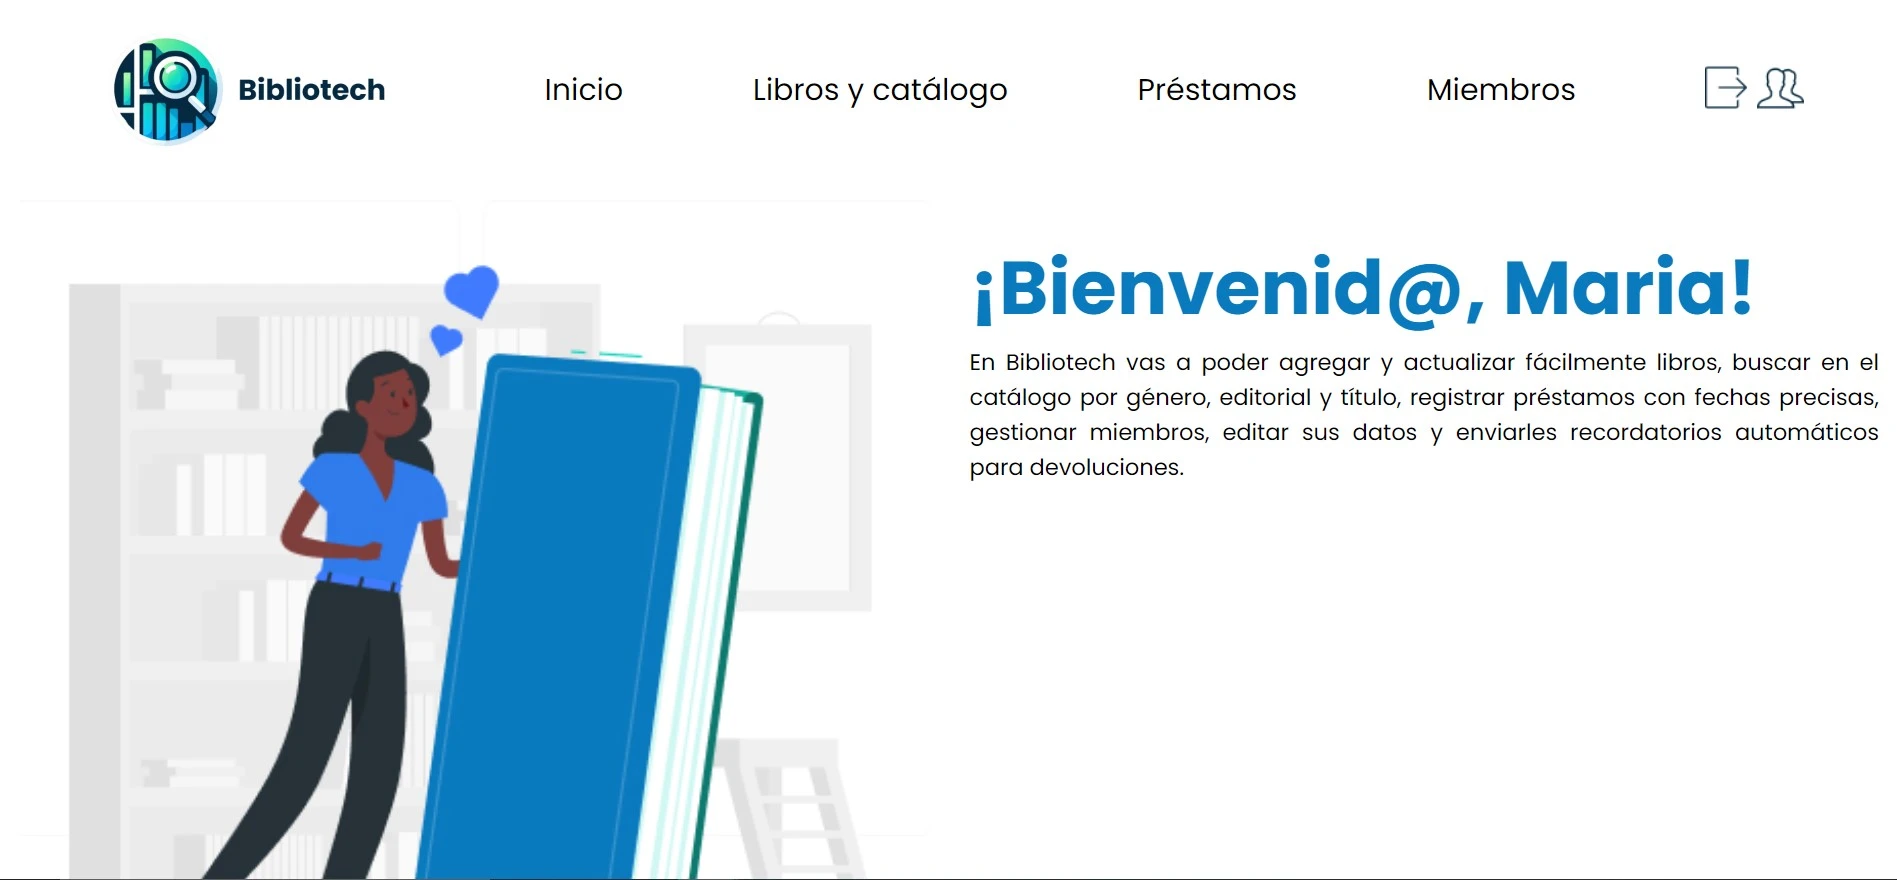 Bibliotech
Inicio
Libros y catálogo
Préstamos
Miembros
¡Bienvenid@, Maria!
En Bibliotech vas a poder agregar y actualizar fácilmente libros, buscar en el
catálogo por género, editorial y título, registrar préstamos con fechas precisas,
gestionar miembros, editar sus datos y enviarles recordatorios automáticos
para devoluciones.